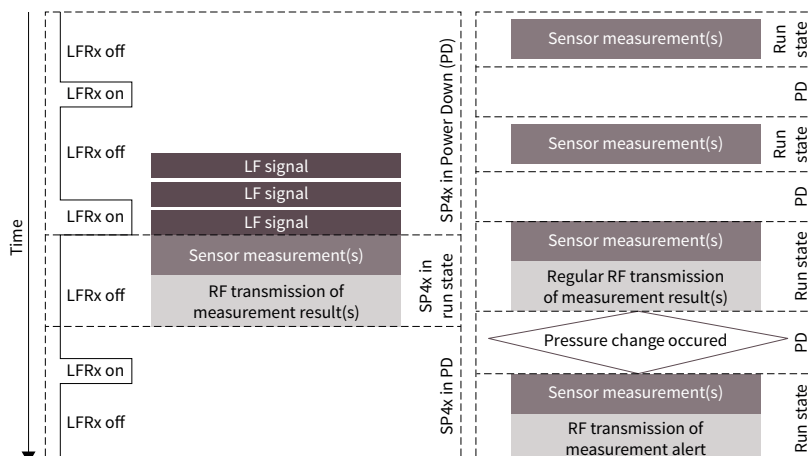 Time
LFRx off
LFRx on
LFRx off
LFRx on
LFRx off
LFRx on
LFRx off
LF signal
LF signal
LF signal
Sensor measurement(s)
RF transmission of
measurement result(s)
SP4x in Power Down (PD)
SP4x in
run state
SP4x in PD
Sensor measurement(s)
Run
state
PD
Sensor measurement(s)
Run
state
PD
Sensor measurement(s)
Regular RF transmission
of measurement result(s)
Run state
Pressure change occured
PD
Sensor measurement(s)
RF transmission of
measurement alert
Run state